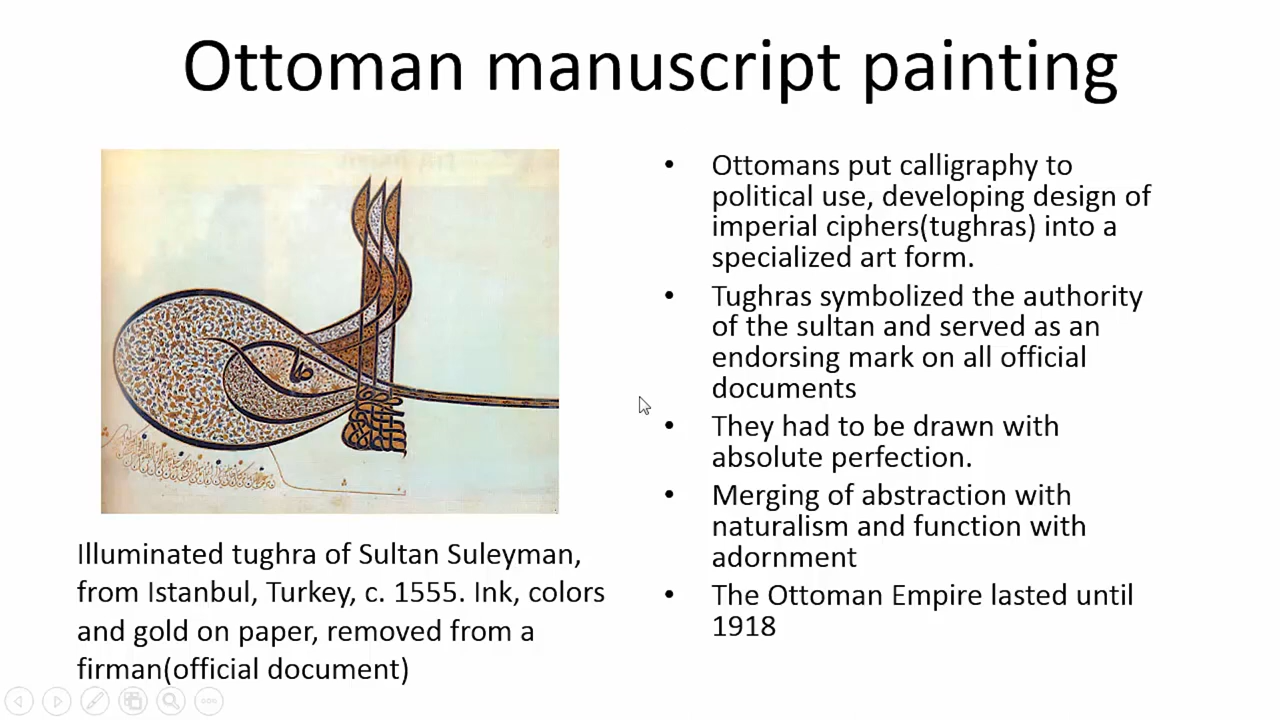 Ottoman manuscript painting
Illuminated tughra of Sultan Suleyman,
from Istanbul, Turkey, c. 1555. Ink, colors
and gold on paper, removed from a
firman(official document)
• Ottomans put calligraphy to
political use, developing design of
imperial ciphers(tughras) into a
specialized art form.
• Tughras symbolized the authority
of the sultan and served as an
endorsing mark on all official
documents
• They had to be drawn with
absolute perfection.
• Merging of abstraction with
naturalism and function with
adornment
• The Ottoman Empire lasted until
1918